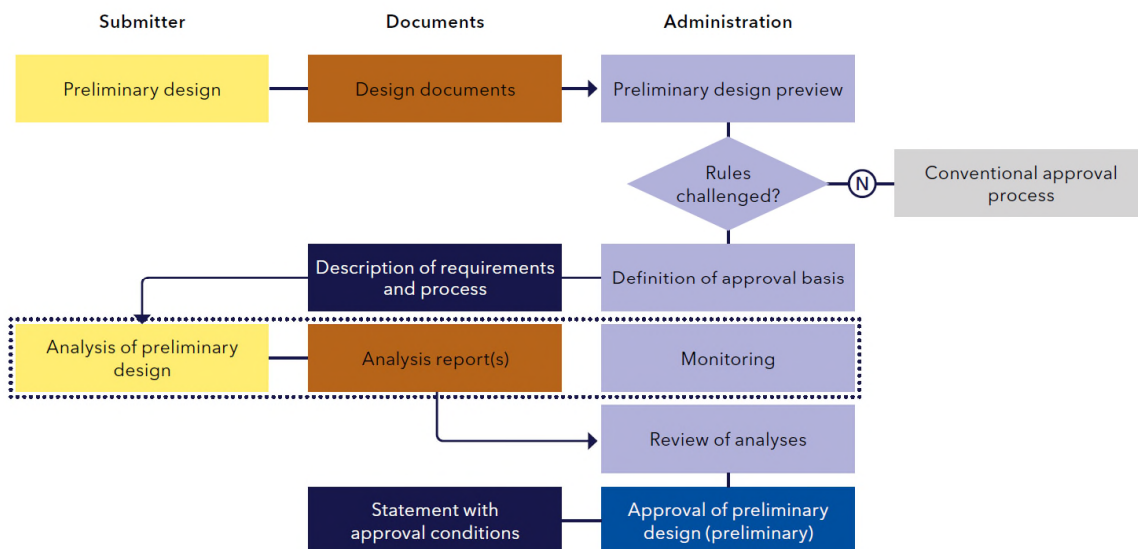 Submitter
Documents
Administration
Preliminary design
Design documents
Preliminary design preview
Rules
challenged?
N
Conventional approval
process
Description of requirements
and process
Definition of approval basis
Analysis of preliminary
design
Analysis report(s)
Monitoring
Review of analyses
Statement with
approval conditions
Approval of preliminary
design (preliminary)